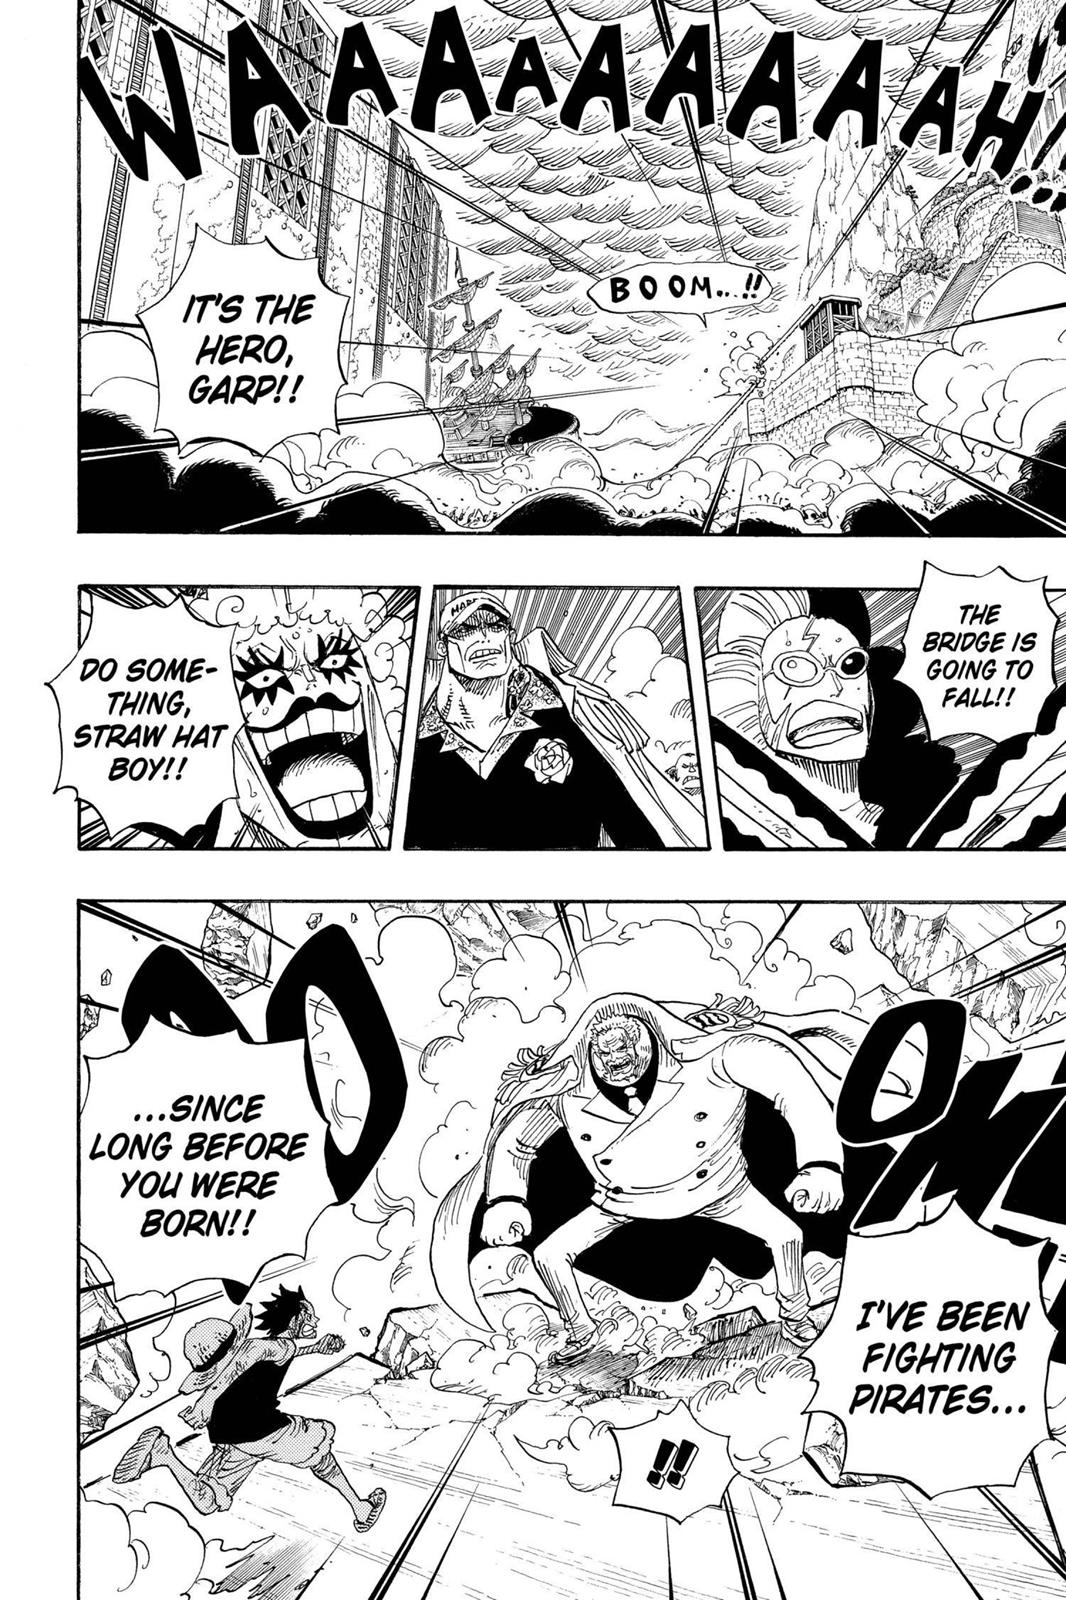 WAAAAAAAAAH!!...
BOOM...!!
IT'S THE
HERO,
GARP!!
THE
BRIDGE IS
GOING TO
FALL!!
DO SOME-
THING,
STRAW HAT
BOY!!
I'VE BEEN
FIGHTING
PIRATES...
...SINCE
LONG BEFORE
YOU WERE
BORN!!
!!